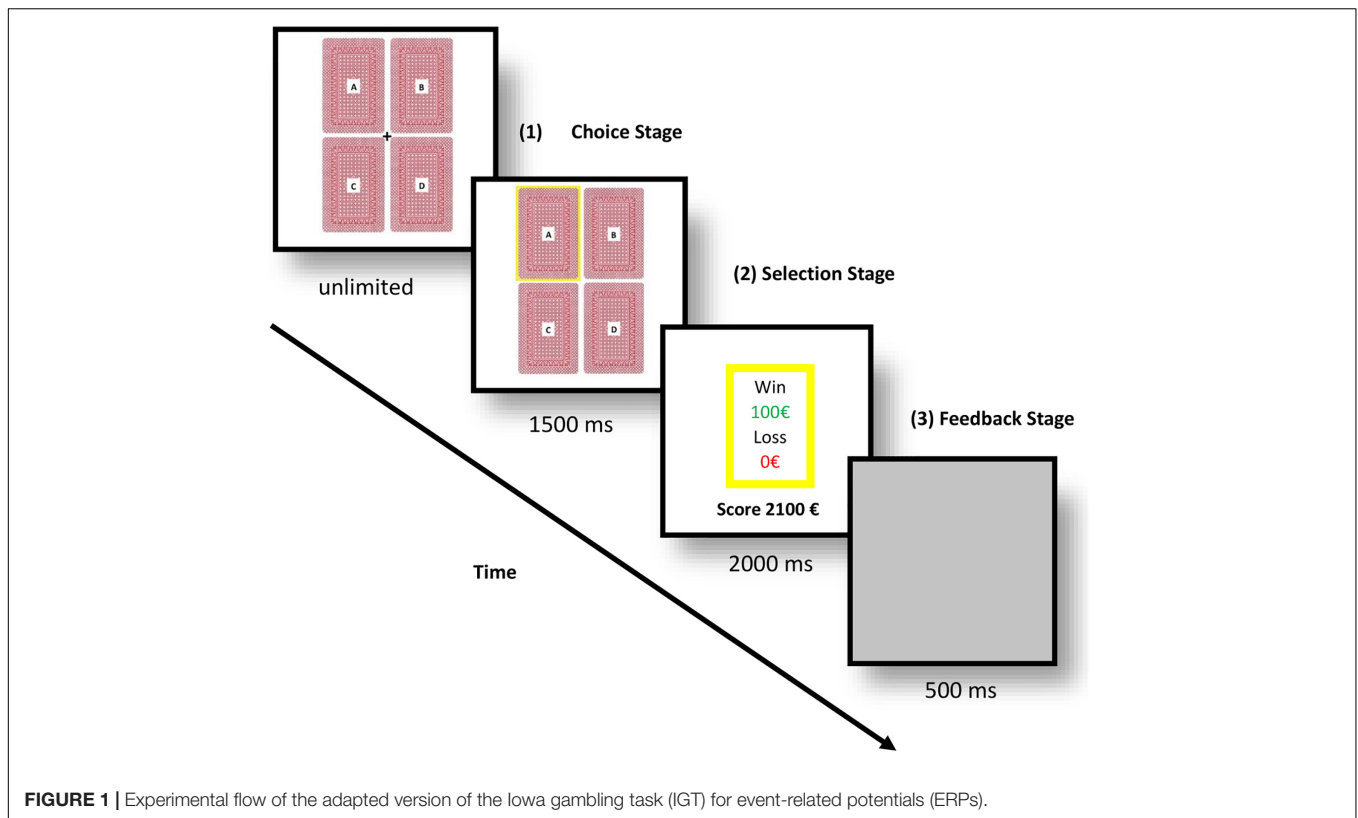 A B
+
C D
(1) Choice Stage
unlimited
A B
C D
(2) Selection Stage
1500 ms
Win
100€
Loss
0€
Score 2100 €
(3) Feedback Stage
2000 ms
Time
500 ms
FIGURE 1 | Experimental flow of the adapted version of the Iowa gambling task (IGT) for event-related potentials (ERPs).